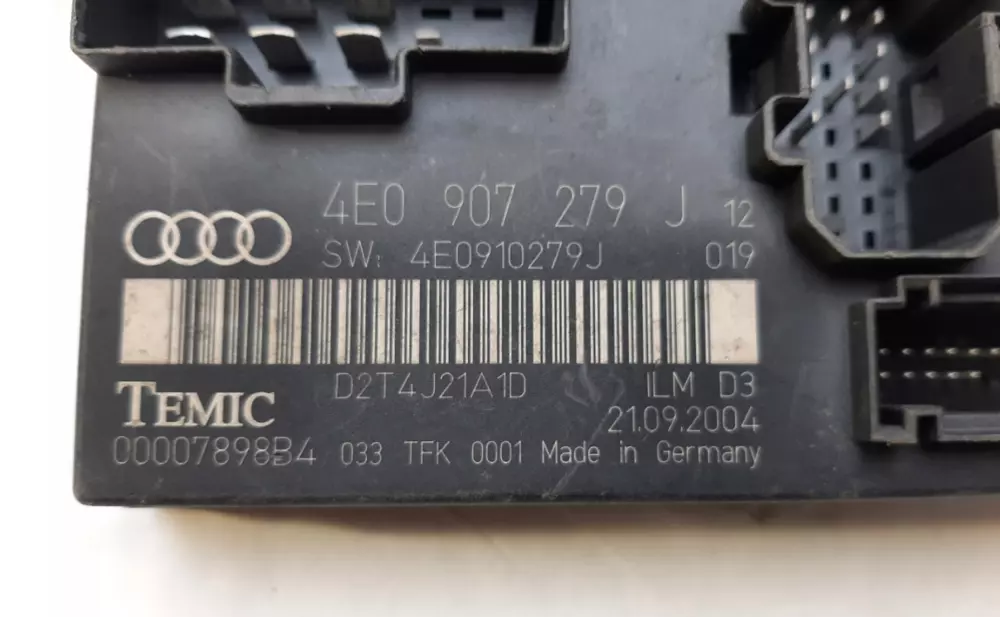 4E0 907 279 J 12
SW: 4E0910279J 019
D2T4J21A1D ILM D3
TEMIC 21.09.2004
00007898B4 033 TFK 0001 Made in Germany